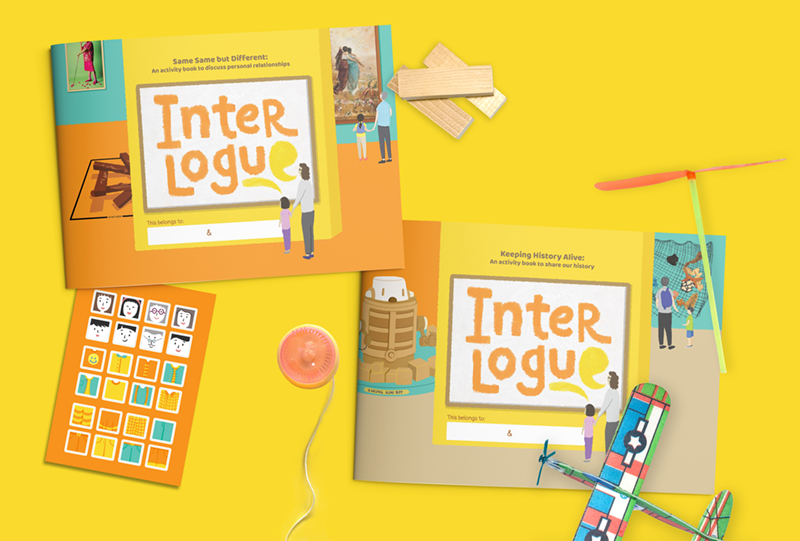 Same Same but Different:
An activity book to discuss personal relationships
Inter
Logue
This belongs to:
&
Keeping History Alive:
An activity book to share our history
Inter
Logue
This belongs to:
&